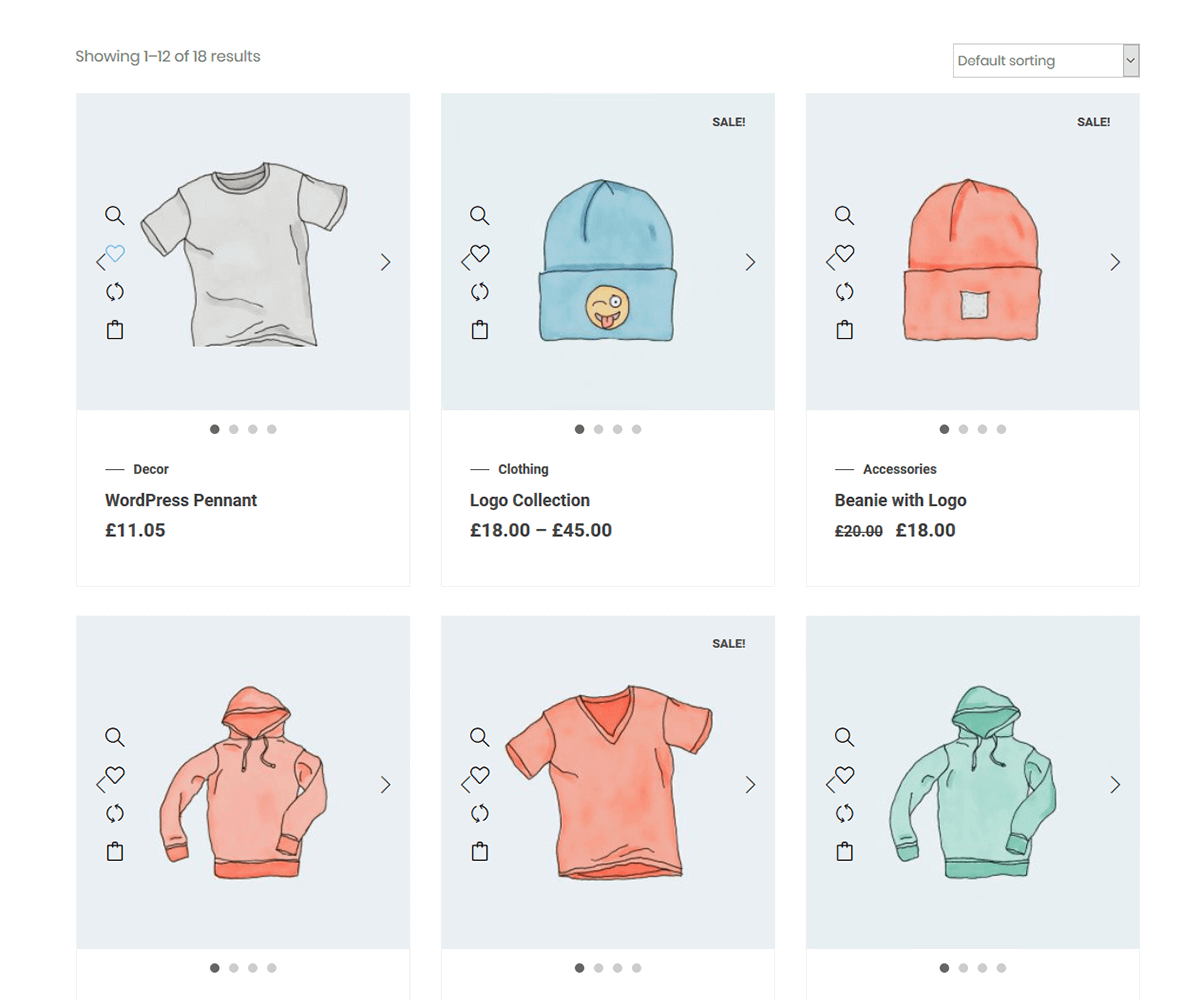 Showing 1–12 of 18 results
Default sorting
SALE!
SALE!
Decor
Clothing
Accessories
WordPress Pennant
Logo Collection
Beanie with Logo
£11.05
£18.00 – £45.00
£20.00 £18.00
SALE!